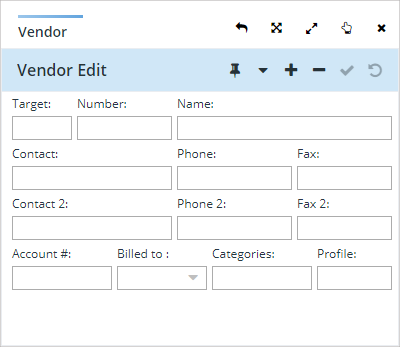 Vendor
Vendor Edit
Target: Number: Name:
Contact: Phone: Fax:
Contact 2: Phone 2: Fax 2:
Account #: Billed to : Categories: Profile: